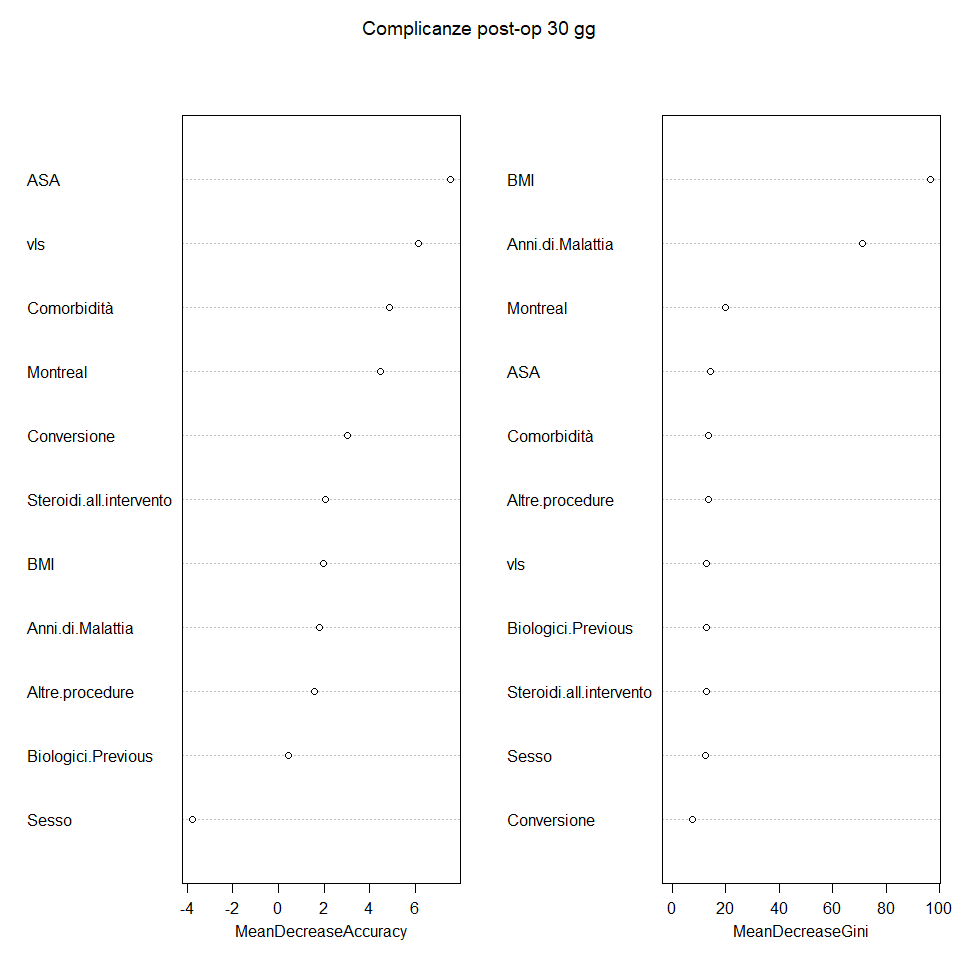 Complicanze post-op 30 gg
ASA
vls
Comorbidità
Montreal
Conversione
Steroidi.all.intervento
BMI
Anni.di.Malattia
Altre.procedure
Biologici.Previous
Sesso
-4 -2 0 2 4 6
MeanDecreaseAccuracy
BMI
Anni.di.Malattia
Montreal
ASA
Comorbidità
Altre.procedure
vls
Biologici.Previous
Steroidi.all.intervento
Sesso
Conversione
0 20 40 60 80 100
MeanDecreaseGini